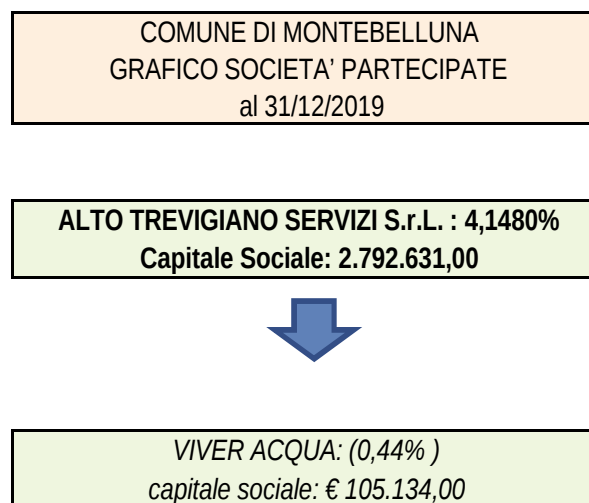 COMUNE DI MONTEBELLUNA
GRAFICO SOCIETA' PARTECIPATE
al 31/12/2019
ALTO TREVIGIANO SERVIZI S.r.L. : 4,1480%
Capitale Sociale: 2.792.631,00
VIVER ACQUA: (0,44% )
capitale sociale: € 105.134,00